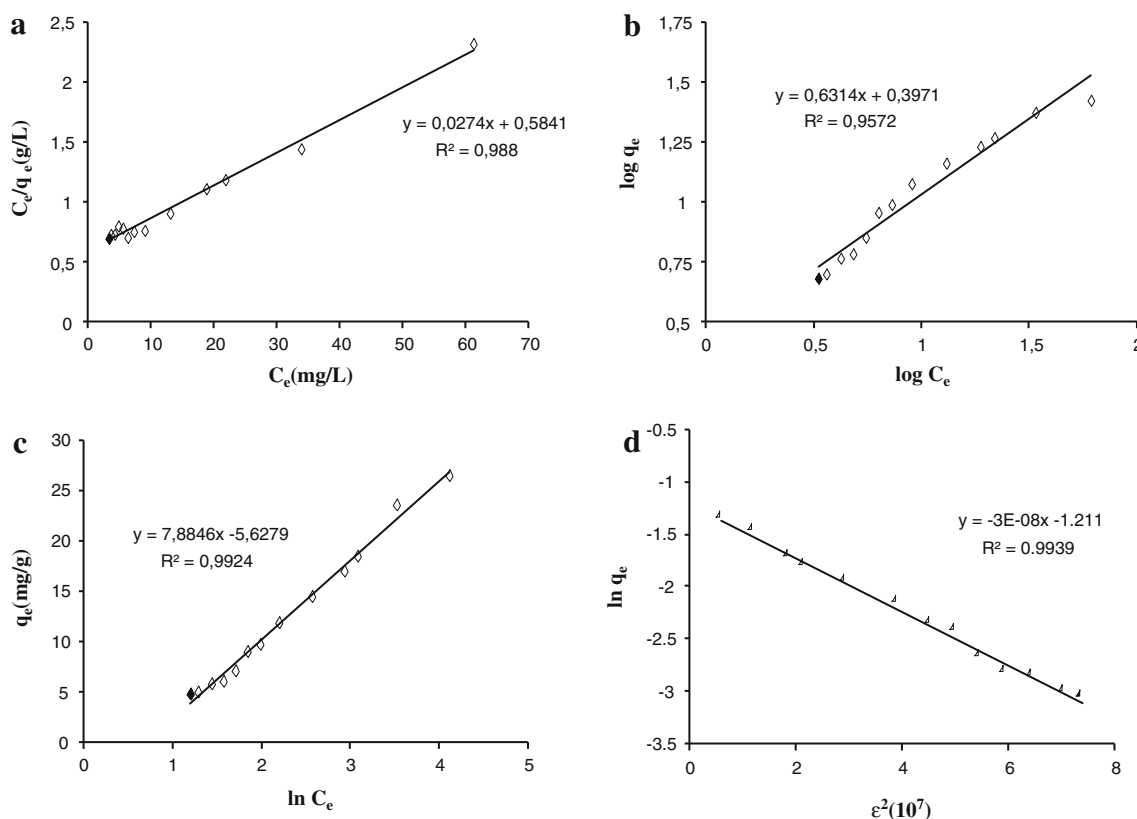 a
2,5
2
1,5
1
0,5
0
0 10 20 30 40 50 60 70
C_e/q_e(g/L)
C_e(mg/L)
y = 0,0274x + 0,5841
R² = 0,988
b
1,75
1,5
1,25
1
0,75
0,5
0 0,5 1 1,5 2
log q_e
log C_e
y = 0,6314x + 0,3971
R² = 0,9572
c
30
25
20
15
10
5
0
0 1 2 3 4 5
q_e(mg/g)
ln C_e
y = 7,8846x -5,6279
R² = 0,9924
d
-0.5
-1
-1.5
-2
-2.5
-3
-3.5
0 2 4 6 8
ln q_e
ε²(10⁷)
y = -3E-08x -1.211
R² = 0.9939